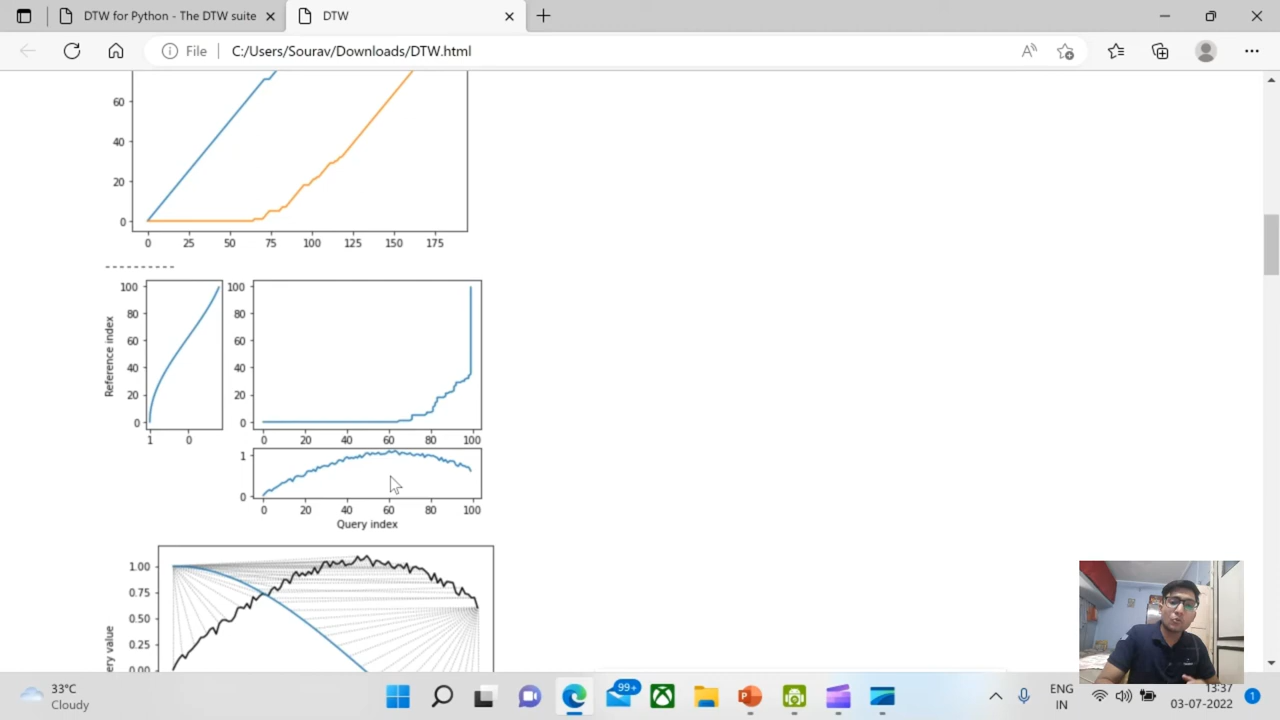 DTW for Python - The DTW suite
DTW
File
C:/Users/Sourav/Downloads/DTW.html
60
40
20
0
0 25 50 75 100 125 150 175
---------
Reference index
100
80
60
40
20
0
1 0
100
80
60
40
20
0
0 20 40 60 80 100
1
0
0 20 40 60 80 100
Query index
1.00
0.75
0.50
0.25
0.00
ery value
33°C
Cloudy
99+
ENG
IN
13:37
03-07-2022
1